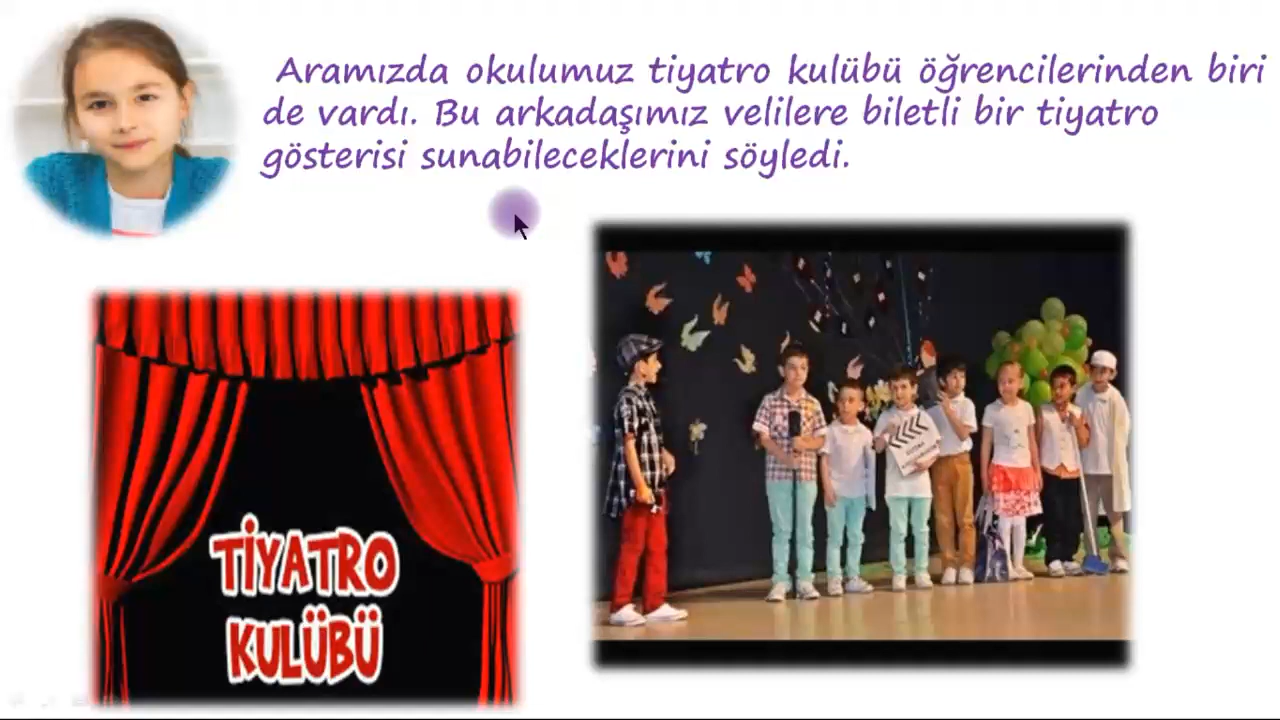 Aramızda okulumuz tiyatro kulübü öğrencilerinden biri
de vardı. Bu arkadaşımız velilere biletli bir tiyatro
gösterisi sunabileceklerini söyledi.
TİYATRO
KULÜBÜ